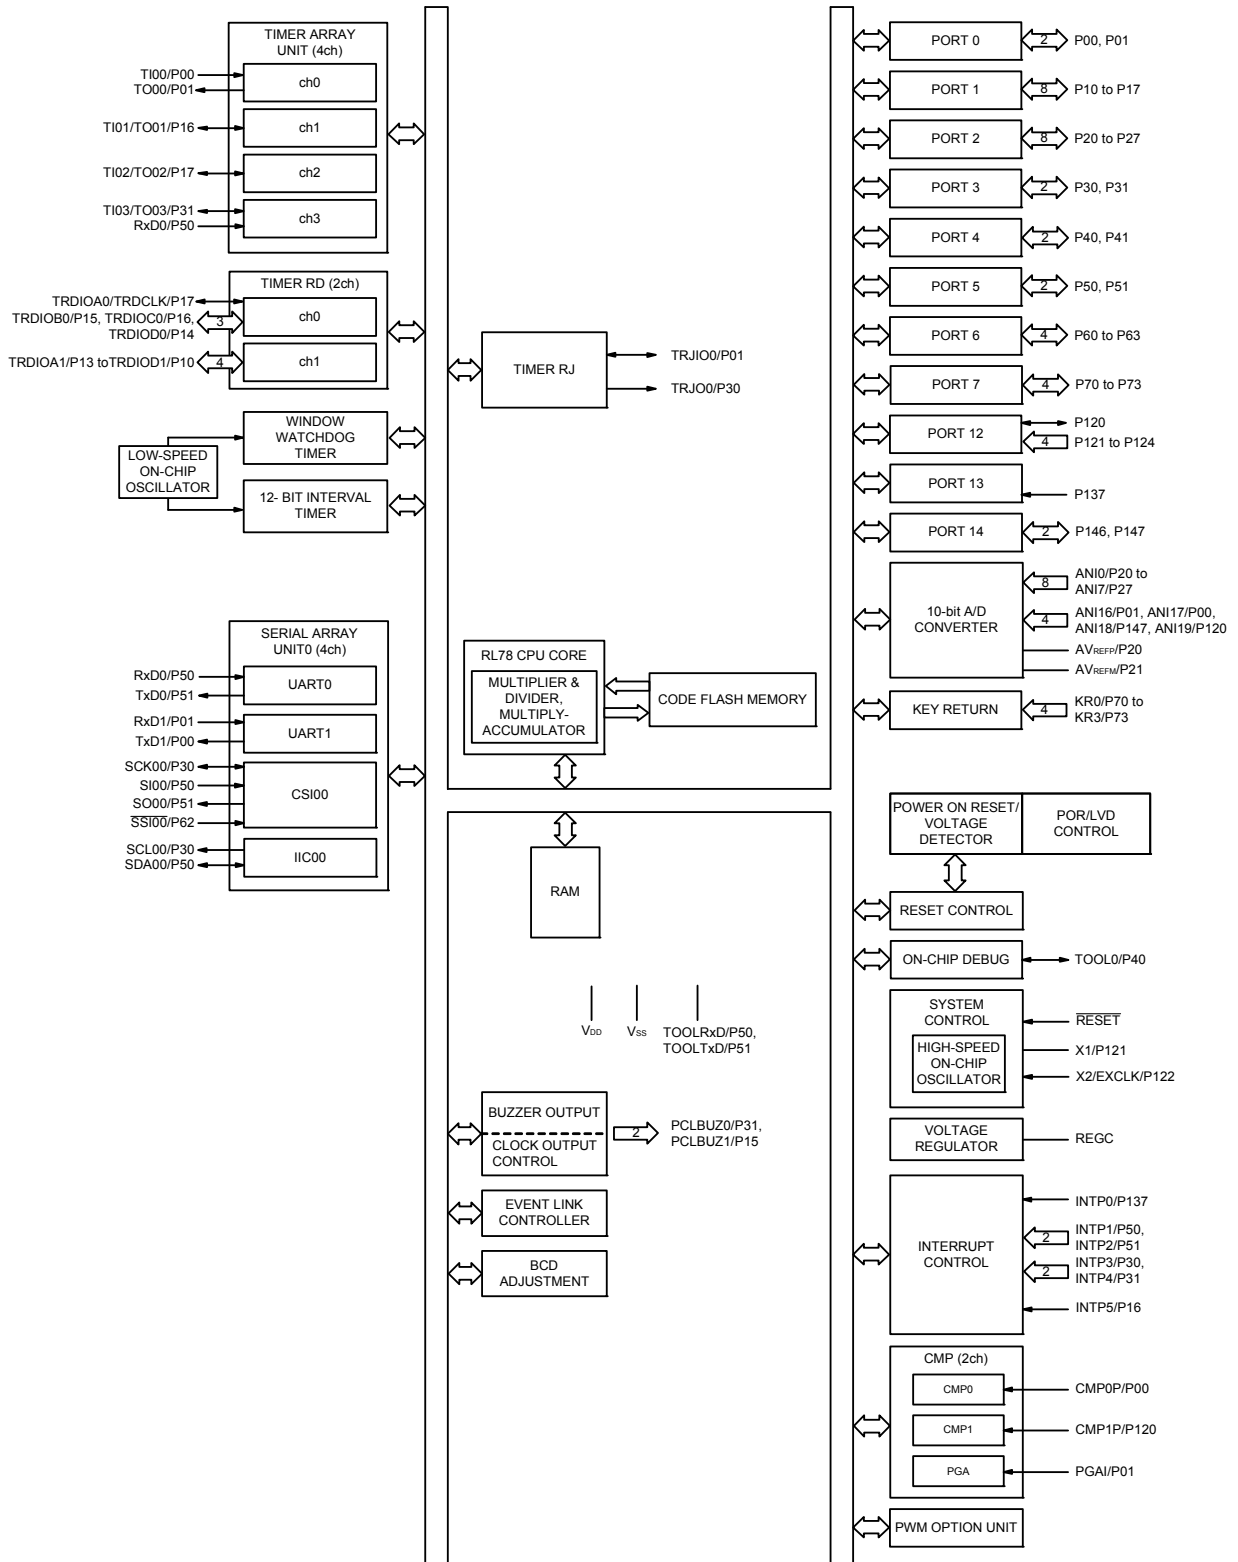 TIMER ARRAY
UNIT (4ch)
TI00/P00
TO00/P01
ch0
TI01/TO01/P16
ch1
TI02/TO02/P17
ch2
TI03/TO03/P31
RxD0/P50
ch3
TIMER RD (2ch)
TRDIOA0/TRDCLK/P17
TRDIOB0/P15, TRDIOC0/P16,
TRDIOD0/P14
3
ch0
TRDIOA1/P13 toTRDIOD1/P10
4
ch1
WINDOW
WATCHDOG
TIMER
LOW-SPEED
ON-CHIP
OSCILLATOR
12- BIT INTERVAL
TIMER
SERIAL ARRAY
UNIT0 (4ch)
RxD0/P50
TxD0/P51
UART0
RxD1/P01
TxD1/P00
UART1
SCK00/P30
SI00/P50
SO00/P51
SSI00/P62
CSI00
SCL00/P30
SDA00/P50
IIC00
TIMER RJ
TRJIO0/P01
TRJO0/P30
RL78 CPU CORE
MULTIPLIER &
DIVIDER,
MULTIPLY-
ACCUMULATOR
CODE FLASH MEMORY
RAM
VDD
VSS
TOOLRxD/P50,
TOOLTxD/P51
BUZZER OUTPUT
CLOCK OUTPUT
CONTROL
2
PCLBUZ0/P31,
PCLBUZ1/P15
EVENT LINK
CONTROLLER
BCD
ADJUSTMENT
PORT 0
2
P00, P01
PORT 1
8
P10 to P17
PORT 2
8
P20 to P27
PORT 3
2
P30, P31
PORT 4
2
P40, P41
PORT 5
2
P50, P51
PORT 6
4
P60 to P63
PORT 7
4
P70 to P73
PORT 12
P120
4
P121 to P124
PORT 13
P137
PORT 14
2
P146, P147
10-bit A/D
CONVERTER
8
ANI0/P20 to
ANI7/P27
4
ANI16/P01, ANI17/P00,
ANI18/P147, ANI19/P120
AVREFP/P20
AVREFM/P21
KEY RETURN
4
KR0/P70 to
KR3/P73
POWER ON RESET/
VOLTAGE
DETECTOR
POR/LVD
CONTROL
RESET CONTROL
ON-CHIP DEBUG
TOOL0/P40
SYSTEM
CONTROL
HIGH-SPEED
ON-CHIP
OSCILLATOR
RESET
X1/P121
X2/EXCLK/P122
VOLTAGE
REGULATOR
REGC
INTERRUPT
CONTROL
INTP0/P137
2
INTP1/P50,
INTP2/P51
2
INTP3/P30,
INTP4/P31
INTP5/P16
CMP (2ch)
CMP0
CMP0P/P00
CMP1
CMP1P/P120
PGA
PGAI/P01
PWM OPTION UNIT